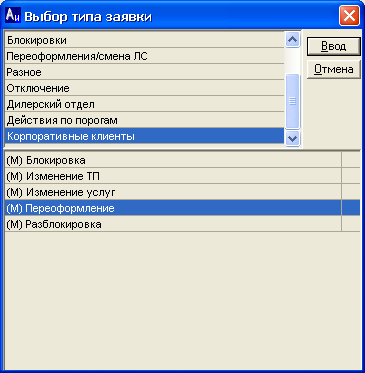 Аи Выбор типа заявки
Блокировки
Переоформления/смена ЛС
Разное
Отключение
Дилерский отдел
Действия по порогам
Корпоративные клиенты
Ввод
Отмена
(М) Блокировка
(М) Изменение ТП
(М) Изменение услуг
(М) Переоформление
(М) Разблокировка